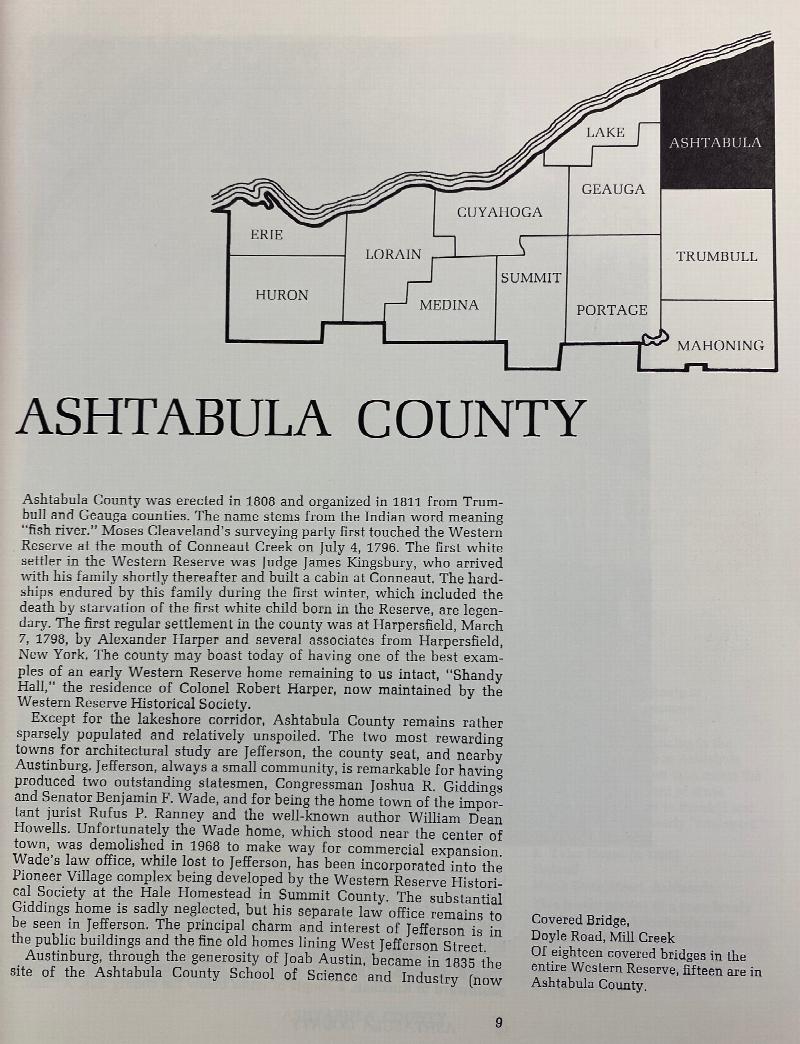 LAKE
ASHTABULA
GEAUGA
CUYAHOGA
ERIE
LORAIN
TRUMBULL
SUMMIT
HURON
MEDINA
PORTAGE
MAHONING
ASHTABULA COUNTY
Ashtabula County was erected in 1808 and organized in 1811 from Trum-
bull and Geauga counties. The name stems from the Indian word meaning
"fish river." Moses Cleaveland's surveying party first touched the Western
Reserve at the mouth of Conneaut Creek on July 4, 1796. The first white
settler in the Western Reserve was Judge James Kingsbury, who arrived
with his family shortly thereafter and built a cabin at Conneaut. The hard-
ships endured by this family during the first winter, which included the
death by starvation of the first white child born in the Reserve, are legen-
dary. The first regular settlement in the county was at Harpersfield, March
7, 1798, by Alexander Harper and several associates from Harpersfield,
New York. The county may boast today of having one of the best exam-
ples of an early Western Reserve home remaining to us intact, "Shandy
Hall," the residence of Colonel Robert Harper, now maintained by the
Western Reserve Historical Society.
Except for the lakeshore corridor, Ashtabula County remains rather
sparsely populated and relatively unspoiled. The two most rewarding
towns for architectural study are Jefferson, the county seat, and nearby
Austinburg. Jefferson, always a small community, is remarkable for having
produced two outstanding statesmen, Congressman Joshua R. Giddings
and Senator Benjamin F. Wade, and for being the home town of the impor-
tant jurist Rufus P. Ranney and the well-known author William Dean
Howells. Unfortunately the Wade home, which stood near the center of
town, was demolished in 1968 to make way for commercial expansion.
Wade's law office, while lost to Jefferson, has been incorporated into the
Pioneer Village complex being developed by the Western Reserve Histori-
cal Society at the Hale Homestead in Summit County. The substantial
Giddings home is sadly neglected, but his separate law office remains to
be seen in Jefferson. The principal charm and interest of Jefferson is in
the public buildings and the fine old homes lining West Jefferson Street.
Austinburg, through the generosity of Joab Austin, became in 1835 the
site of the Ashtabula County School of Science and Industry (now
Covered Bridge,
Doyle Road, Mill Creek
Of eighteen covered bridges in the
entire Western Reserve, fifteen are in
Ashtabula County.
9